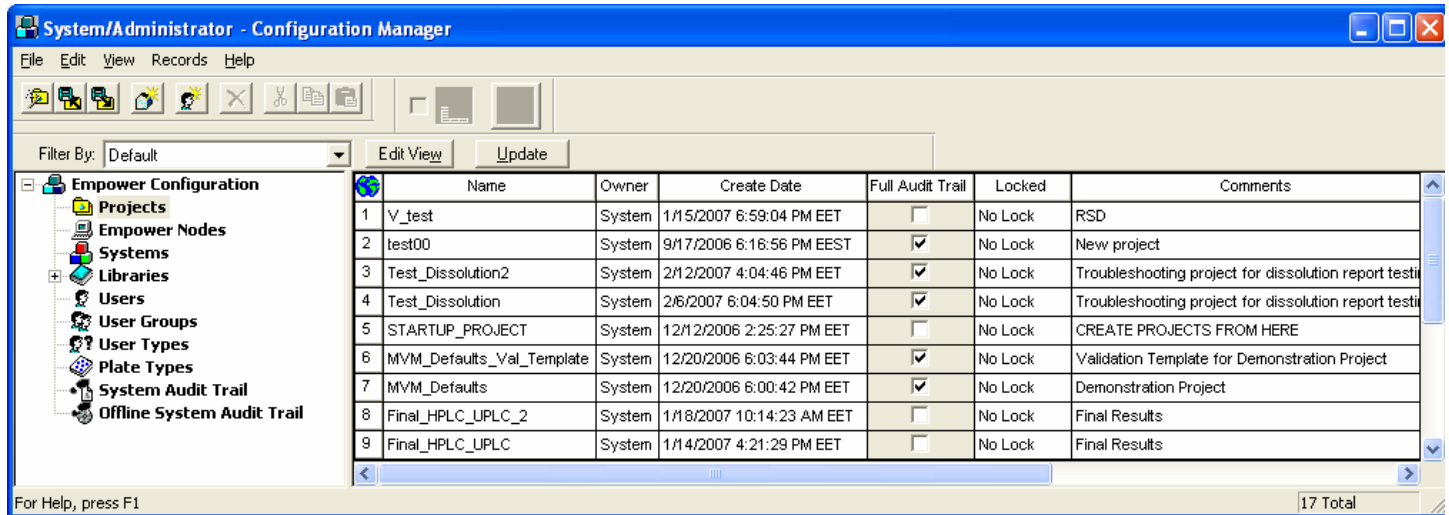 System/Administrator - Configuration Manager
File Edit View Records Help
Filter By: Default Edit View Update
Empower Configuration
Projects
Empower Nodes
Systems
Libraries
Users
User Groups
User Types
Plate Types
System Audit Trail
Offline System Audit Trail
Name Owner Create Date Full Audit Trail Locked Comments
1 V_test System 1/15/2007 6:59:04 PM EET No Lock RSD
2 test00 System 9/17/2006 6:16:56 PM EEST No Lock New project
3 Test_Dissolution2 System 2/12/2007 4:04:46 PM EET No Lock Troubleshooting project for dissolution report testi
4 Test_Dissolution System 2/6/2007 6:04:50 PM EET No Lock Troubleshooting project for dissolution report testi
5 STARTUP_PROJECT System 12/12/2006 2:25:27 PM EET No Lock CREATE PROJECTS FROM HERE
6 MVM_Defaults_Val_Template System 12/20/2006 6:03:44 PM EET No Lock Validation Template for Demonstration Project
7 MVM_Defaults System 12/20/2006 6:00:42 PM EET No Lock Demonstration Project
8 Final_HPLC_UPLC_2 System 1/18/2007 10:14:23 AM EET No Lock Final Results
9 Final_HPLC_UPLC System 1/14/2007 4:21:29 PM EET No Lock Final Results
For Help, press F1 17 Total